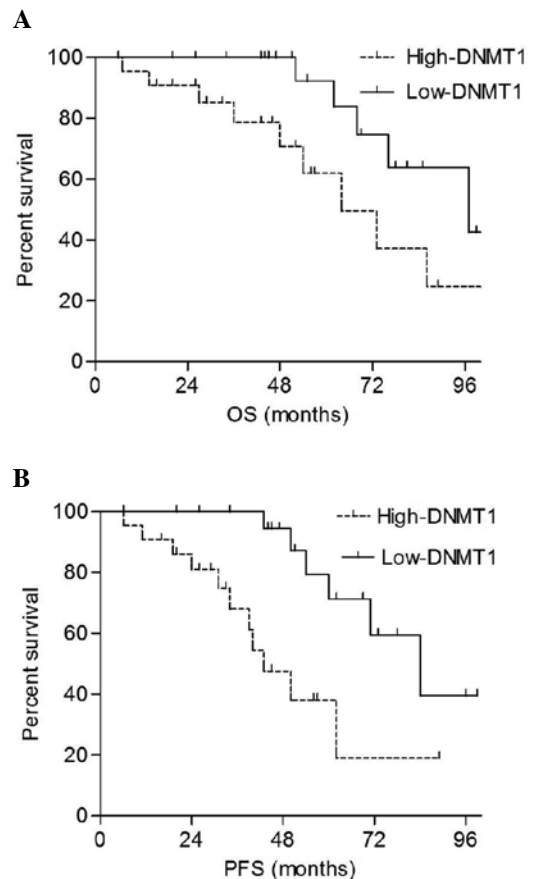 A
High-DNMT1
Low-DNMT1
Percent survival
100
80
60
40
20
0
0 24 48 72 96
OS (months)
B
High-DNMT1
Low-DNMT1
Percent survival
100
80
60
40
20
0
0 24 48 72 96
PFS (months)